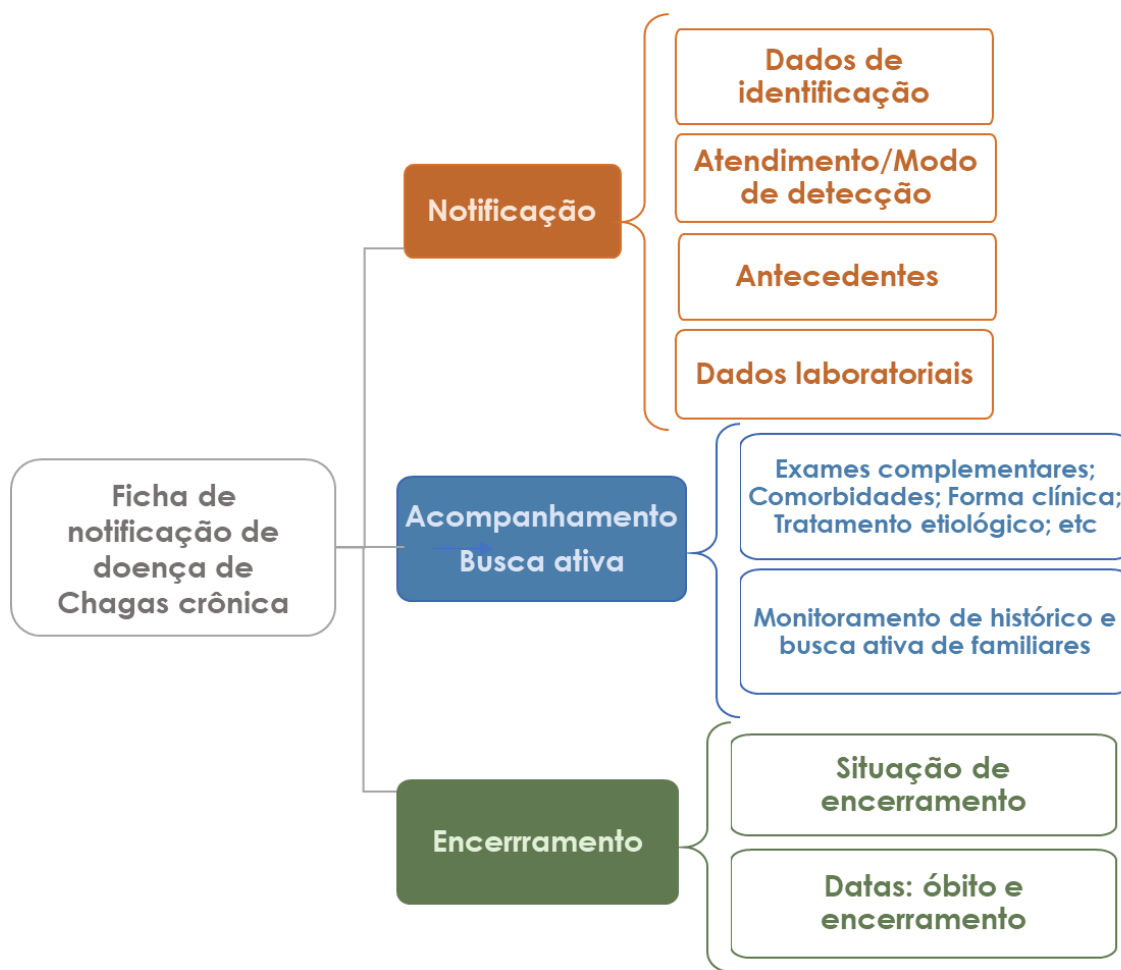 Ficha de
notificação de
doença de
Chagas crônica
Notificação
Dados de
identificação
Atendimento/Modo
de detecção
Antecedentes
Dados laboratoriais
Acompanhamento
Busca ativa
Exames complementares;
Comorbidades; Forma clínica;
Tratamento etiológico; etc
Monitoramento de histórico e
busca ativa de familiares
Encerrramento
Situação de
encerramento
Datas: óbito e
encerramento